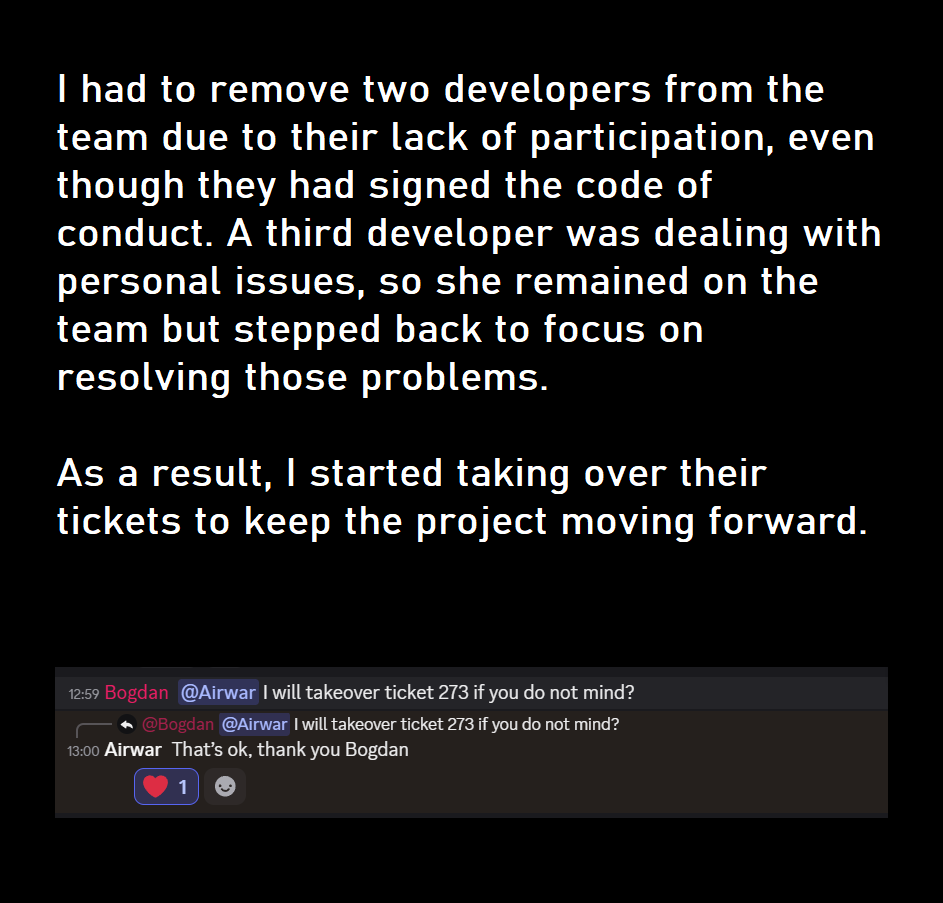 I had to remove two developers from the
team due to their lack of participation, even
though they had signed the code of
conduct. A third developer was dealing with
personal issues, so she remained on the
team but stepped back to focus on
resolving those problems.
As a result, I started taking over their
tickets to keep the project moving forward.
12:59 Bogdan @Airwar I will takeover ticket 273 if you do not mind?
@Bogdan @Airwar I will takeover ticket 273 if you do not mind?
13:00 Airwar That's ok, thank you Bogdan
1